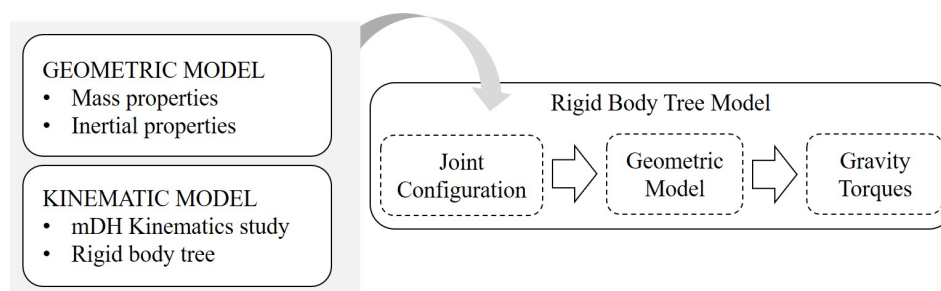 GEOMETRIC MODEL
• Mass properties
• Inertial properties
KINEMATIC MODEL
• mDH Kinematics study
• Rigid body tree
Rigid Body Tree Model
Joint
Configuration
Geometric
Model
Gravity
Torques